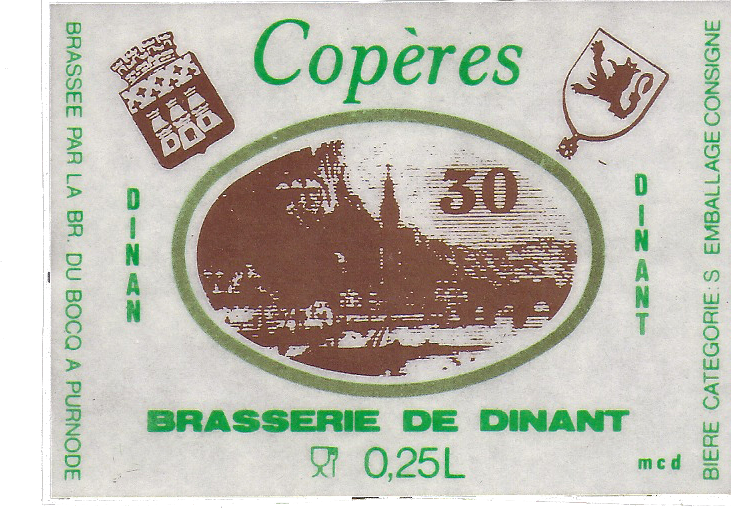 Copères
BRASSEE PAR LA BR. DU BOCQ A PURNODE
DINAN
30
DINANT
BIERE CATEGORIE:S EMBALLAGE CONSIGNE
BRASSERIE DE DINANT
0,25L
mcd